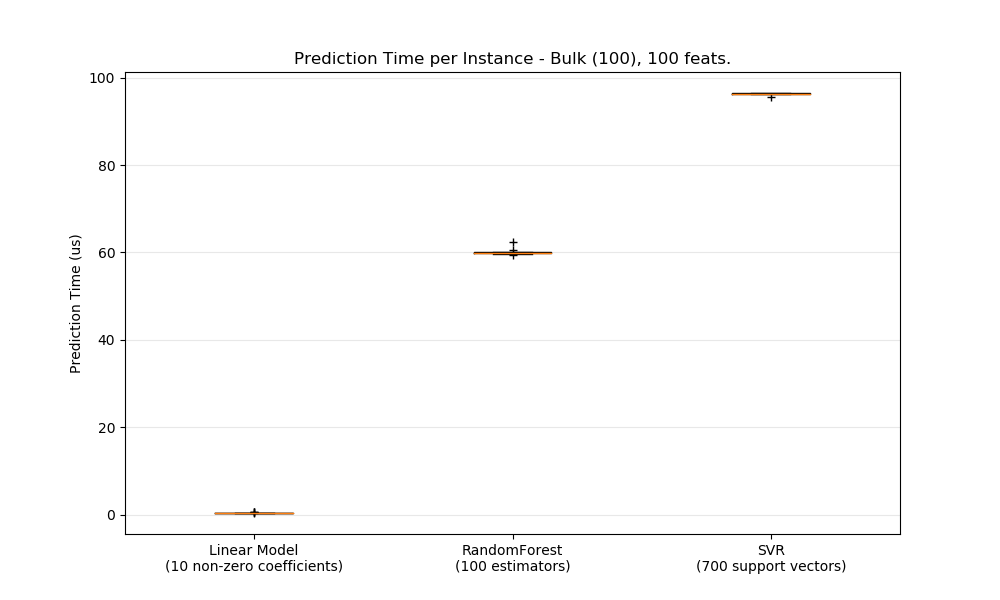 Prediction Time per Instance - Bulk (100), 100 feats.
100
80
60
40
20
0
Prediction Time (us)
Linear Model
(10 non-zero coefficients)
RandomForest
(100 estimators)
SVR
(700 support vectors)